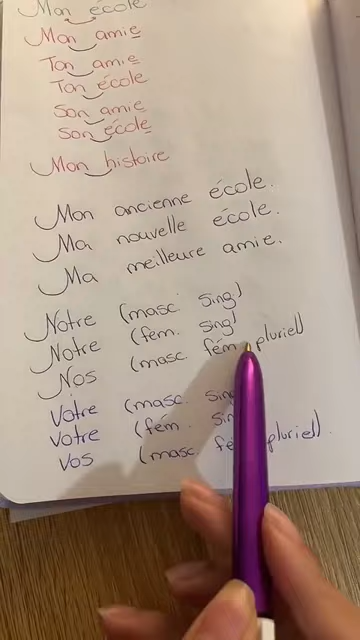 Mon école
Mon amie
Ton amie
Ton école
Son amie
Son école
Mon histoire
Mon ancienne école.
Ma nouvelle école.
Ma meilleure amie.
Notre (masc. sing)
Notre (fém. sing)
Nos (masc. fém. pluriel)
Votre (masc. sing
votre (fém. sin
vos (masc. fé pluriel).